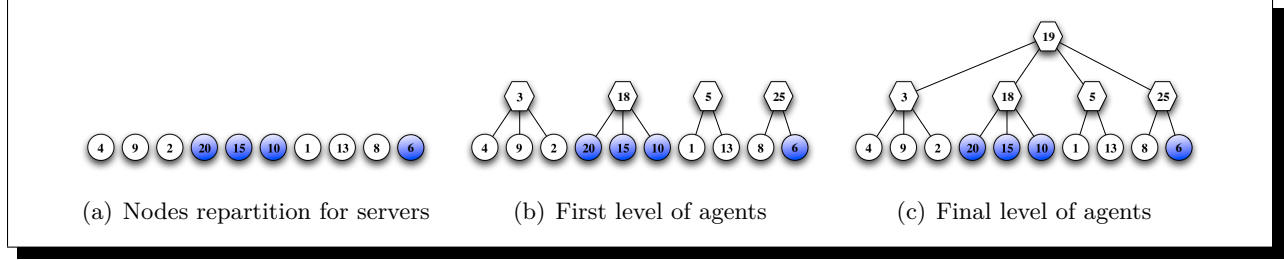 19
3 18 5 25 3 18 5 25
4 9 2 20 15 10 1 13 8 6 4 9 2 20 15 10 1 13 8 6 4 9 2 20 15 10 1 13 8 6
(a) Nodes repartition for servers (b) First level of agents (c) Final level of agents